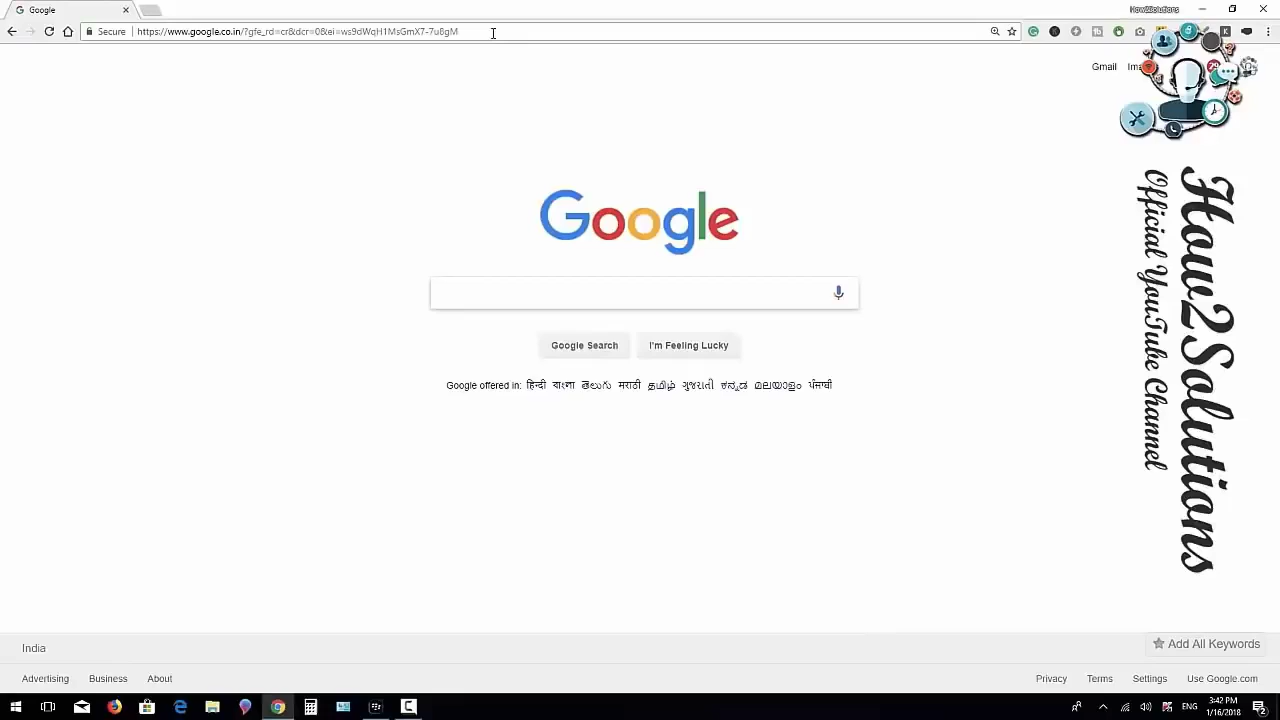 Google
How2Solutions
Secure
https://www.google.co.in/?gfe_rd=cr&dcr=0&ei=ws9dWqH1MsGmX7-7u8gM
Gmail
Google
Google Search
I'm Feeling Lucky
Google offered in: हिन्दी বাংলা తెలుగు मराठी தமிழ் ગુજરાતી ಕನ್ನಡ മലയാളം ਪੰਜਾਬੀ
How2Solutions
Official YouTube Channel
India
Add All Keywords
Advertising Business About
Privacy Terms Settings Use Google.com
ENG
3:42 PM
1/16/2018